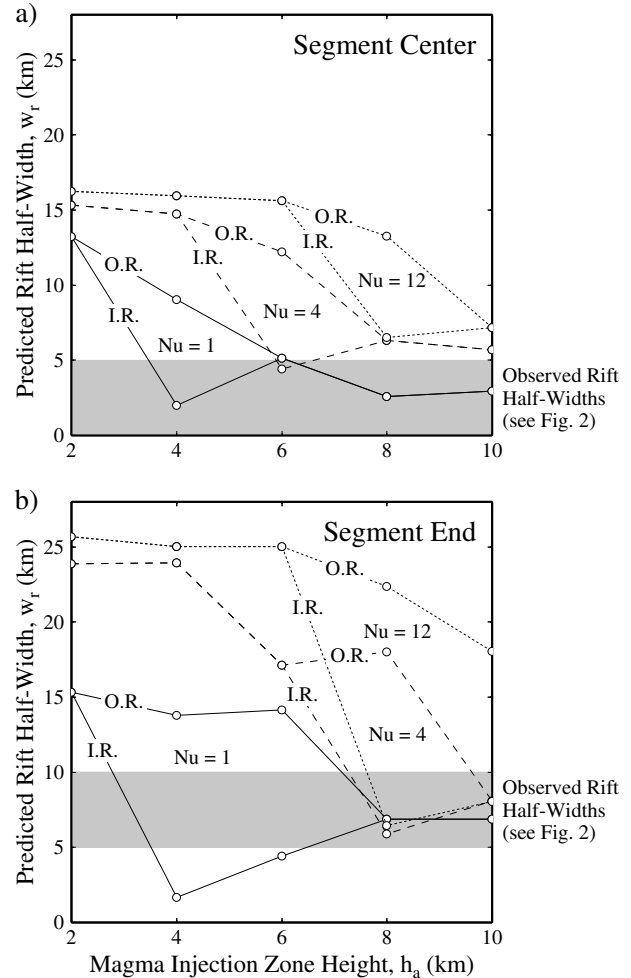 a)
Segment Center
Predicted Rift Half-Width, w_r (km)
25
20
15
10
5
0
O.R.
I.R.
O.R.
I.R.
O.R.
I.R.
Nu = 12
Nu = 4
Nu = 1
Observed Rift
Half-Widths
(see Fig. 2)
2 4 6 8 10
b)
Segment End
Predicted Rift Half-Width, w_r (km)
25
20
15
10
5
0
O.R.
I.R.
Nu = 12
O.R.
I.R.
O.R.
I.R.
Nu = 4
Nu = 1
Observed Rift
Half-Widths
(see Fig. 2)
2 4 6 8 10
Magma Injection Zone Height, h_a (km)